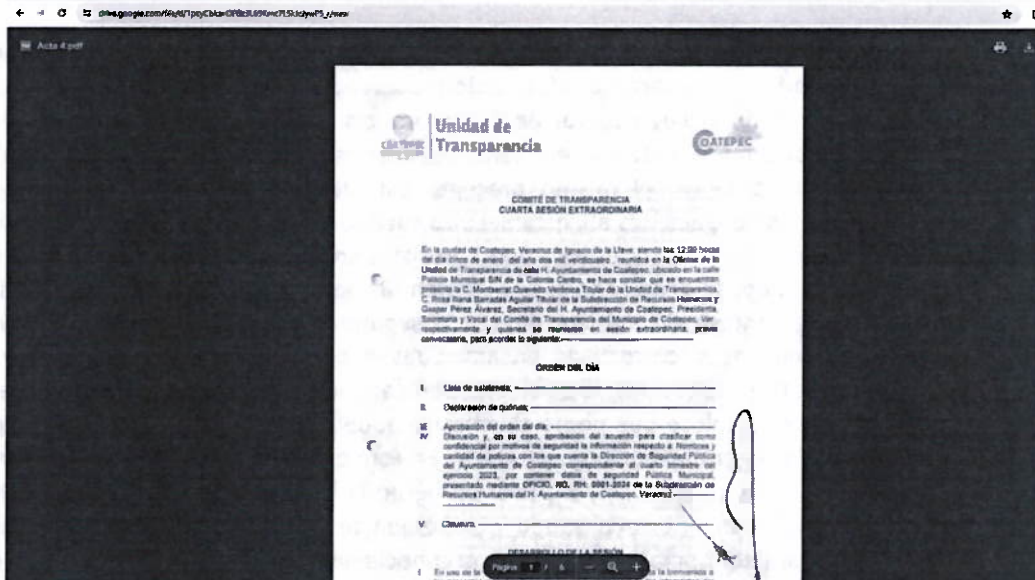 Acta 4.pdf
Unidad de
Transparencia
COATEPEC
COATEPEC
COMITÉ DE TRANSPARENCIA
CUARTA SESIÓN EXTRAORDINARIA
En la ciudad de Coatepec, Veracruz de Ignacio de la Llave, siendo las 12:00 horas
del día cinco de enero del año dos mil veinticuatro, reunidos en la Oficina de la
Unidad de Transparencia de este H. Ayuntamiento de Coatepec, ubicado en la calle
Palacio Municipal S/N de la Colonia Centro, se hace constar que se encuentran
presente la C. Montserrat Quevedo Verónica Titular de la Unidad de Transparencia,
C. Rosa Iliana Barradas Aguilar Titular de la Subdirección de Recursos Humanos y
Gaspar Pérez Álvarez, Secretario del H. Ayuntamiento de Coatepec, Presidenta,
Secretaria y Vocal del Comité de Transparencia del Municipio de Coatepec, Ver.,
respectivamente y quienes se reunieron en sesión extraordinaria, previa
convocatoria, para acordar lo siguiente:
ORDEN DEL DÍA
I. Lista de asistencia;
II. Declaración de quórum;
III. Aprobación del orden del día;
IV. Discusión y, en su caso, aprobación del acuerdo para clasificar como
confidencial por motivos de seguridad la información respecto a: Nombres y
cantidad de policías con los que cuenta la Dirección de Seguridad Pública
del Ayuntamiento de Coatepec correspondiente al cuarto trimestre del
ejercicio 2023, por contener datos de seguridad Pública Municipal,
presentado mediante OFICIO. NO. RH: 0001-2024 de la Subdirección de
Recursos Humanos del H. Ayuntamiento de Coatepec, Veracruz
V. Clausura.
DESARROLLO DE LA SESIÓN
I. En uso de la
la bienvenida a
Página 1 / 6